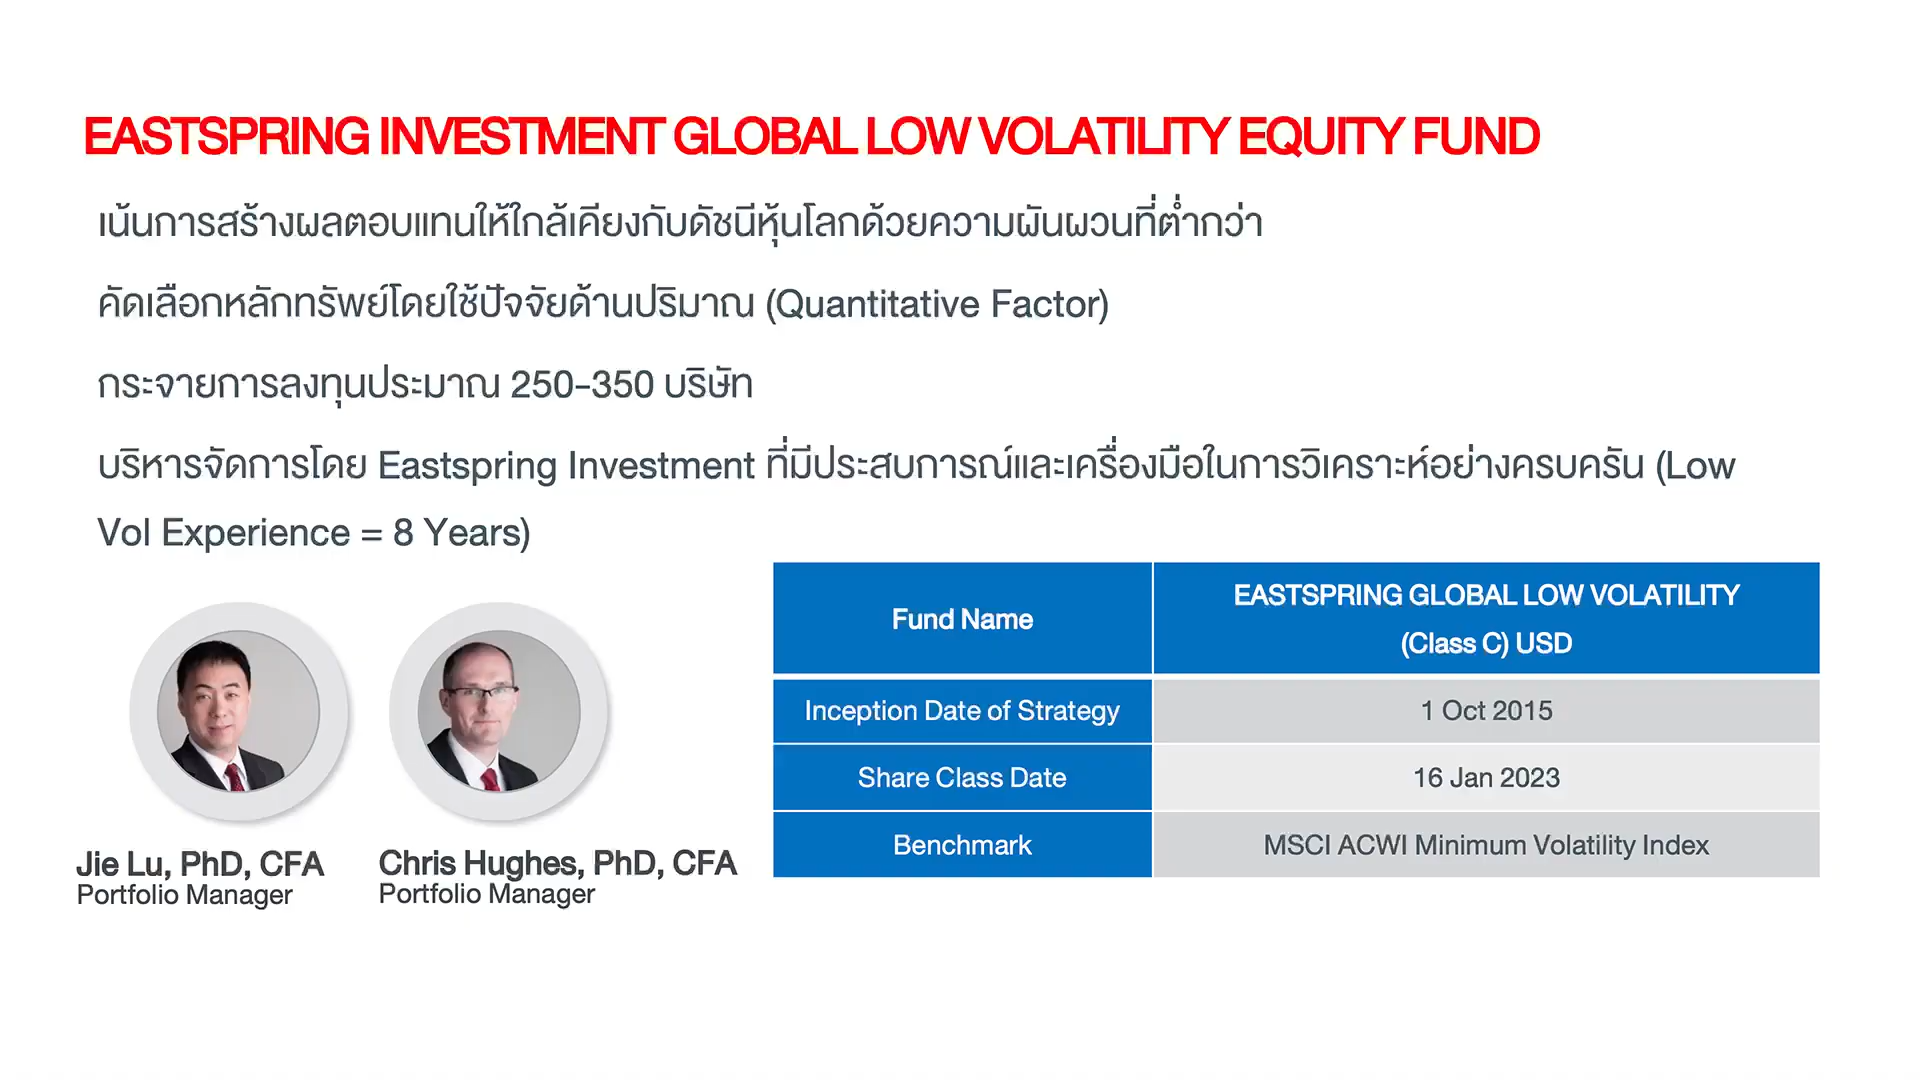 EASTSPRING INVESTMENT GLOBAL LOW VOLATILITY EQUITY FUND
เน้นการสร้างผลตอบแทนให้ใกล้เคียงกับดัชนีหุ้นโลกด้วยความผันผวนที่ต่ำกว่า
คัดเลือกหลักทรัพย์โดยใช้ปัจจัยด้านปริมาณ (Quantitative Factor)
กระจายการลงทุนประมาณ 250-350 บริษัท
บริหารจัดการโดย Eastspring Investment ที่มีประสบการณ์และเครื่องมือในการวิเคราะห์อย่างครบครัน (Low
Vol Experience = 8 Years)
Jie Lu, PhD, CFA
Portfolio Manager
Chris Hughes, PhD, CFA
Portfolio Manager
Fund Name
EASTSPRING GLOBAL LOW VOLATILITY
(Class C) USD
Inception Date of Strategy
1 Oct 2015
Share Class Date
16 Jan 2023
Benchmark
MSCI ACWI Minimum Volatility Index